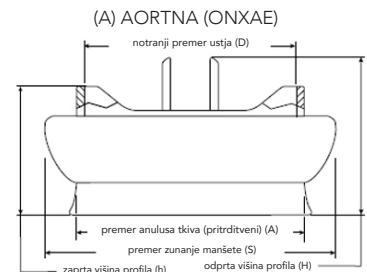 (A) AORTNA (ONXAE)
notranji premer ustja (D)
premer anulusa tkiva (pritrditveni) (A)
premer zunanje manšete (S)
zaprta višina profila (h)
odprta višina profila (H)